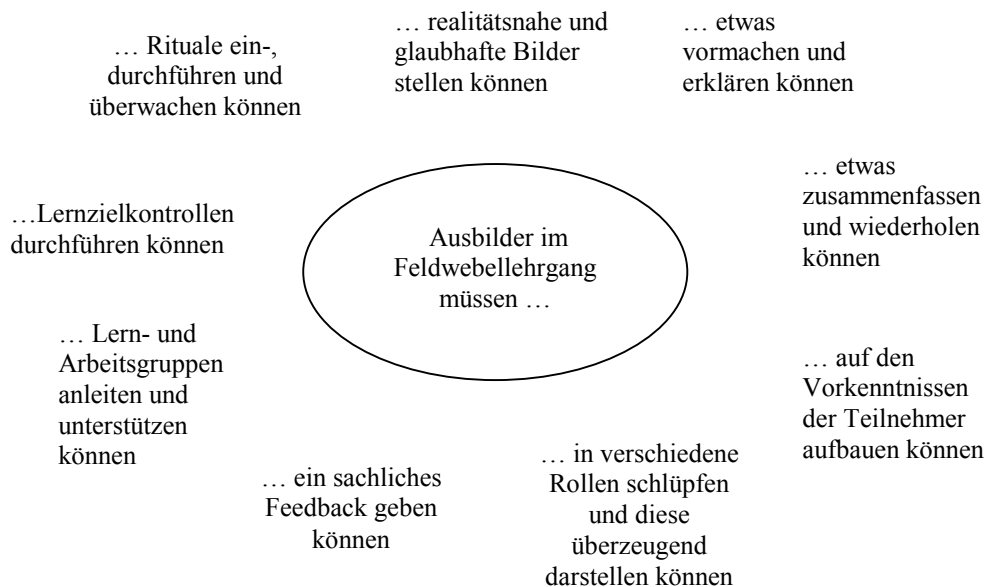 … Rituale ein-,
durchführen und
überwachen können
… realitätsnahe und
glaubhafte Bilder
stellen können
… etwas
vormachen und
erklären können
…Lernzielkontrollen
durchführen können
Ausbilder im
Feldwebellehrgang
müssen …
… etwas
zusammenfassen
und wiederholen
können
… Lern- und
Arbeitsgruppen
anleiten und
unterstützen
können
… auf den
Vorkenntnissen
der Teilnehmer
aufbauen können
… ein sachliches
Feedback geben
können
… in verschiedene
Rollen schlüpfen
und diese
überzeugend
darstellen können